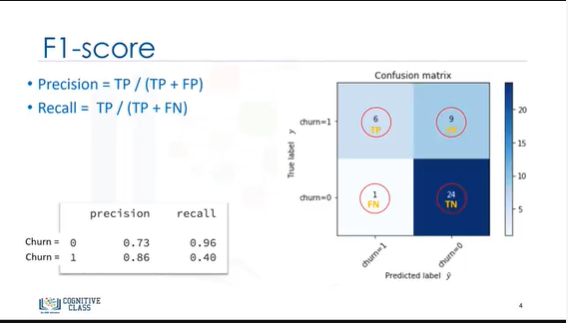 F1-score
• Precision = TP / (TP + FP)
• Recall = TP / (TP + FN)
precision recall
Churn = 0 0.73 0.96
Churn = 1 0.86 0.40
Confusion matrix
True label y
churn=1
churn=0
6
TP
9
1
FN
24
TN
churn=1
churn=0
Predicted label ŷ
20
15
10
5
COGNITIVE
CLASS
4